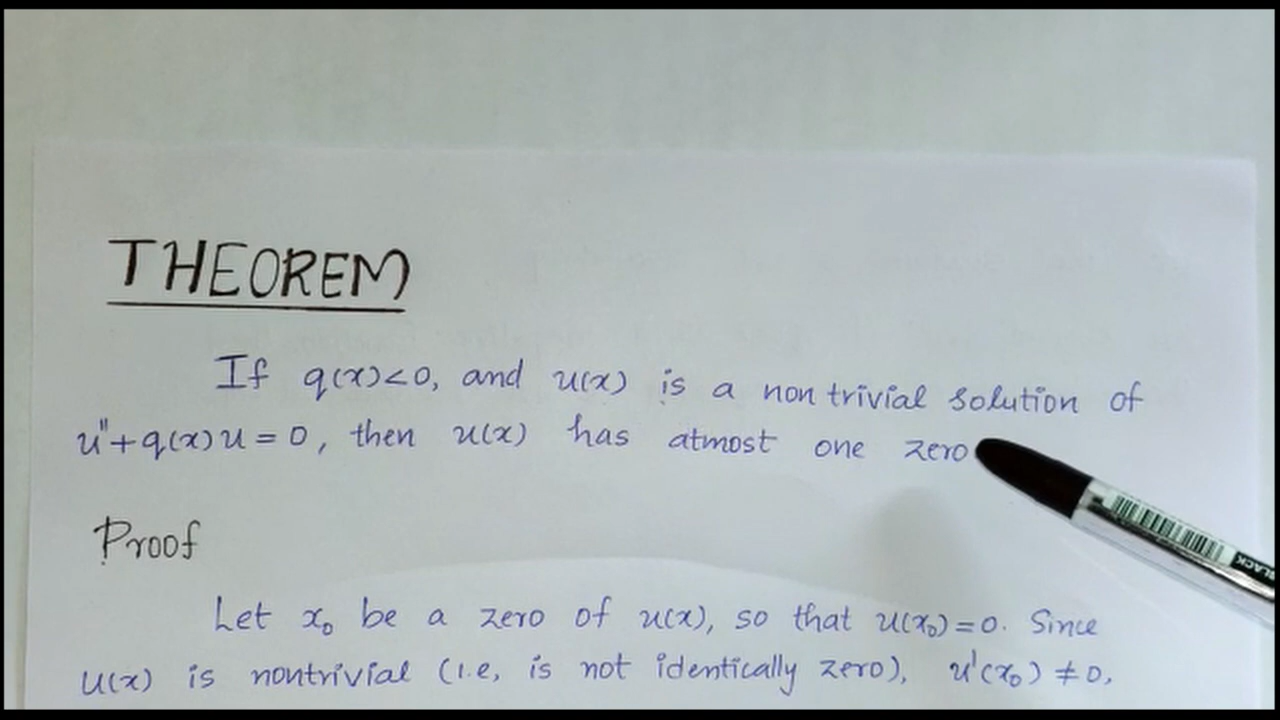 THEOREM
If q(x)<0, and u(x) is a non trivial solution of
u"+q(x)u=0, then u(x) has atmost one zero
Proof
Let x₀ be a zero of u(x), so that u(x₀)=0. Since
u(x) is nontrivial (i.e, is not identically zero), u'(x₀) ≠ 0,
BLACK